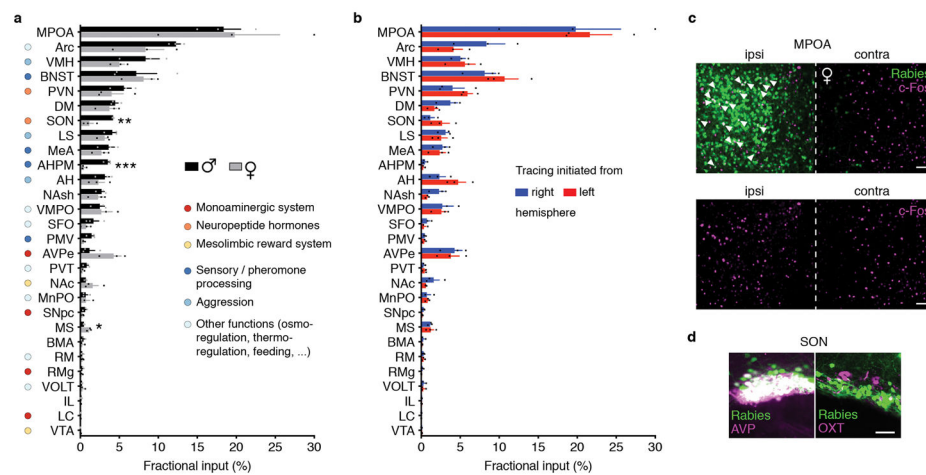 a
MPOA
Arc
VMH
BNST
PVN
DM
SON
**
LS
MeA
AHPM
***
AH
NAsh
VMPO
SFO
PMV
AVPe
PVT
NAc
MnPO
SNpc
MS
*
BMA
RM
RMg
VOLT
IL
LC
VTA
0 5 10 15 20 25 30
Fractional input (%)
♂ ♀
Monoaminergic system
Neuropeptide hormones
Mesolimbic reward system
Sensory / pheromone
processing
Aggression
Other functions (osmo-
regulation, thermo-
regulation, feeding, ...)
b
MPOA
Arc
VMH
BNST
PVN
DM
SON
LS
MeA
AHPM
AH
NAsh
VMPO
SFO
PMV
AVPe
PVT
NAc
MnPO
SNpc
MS
BMA
RM
RMg
VOLT
IL
LC
VTA
0 5 10 15 20 25 30
Fractional input (%)
Tracing initiated from
right left
hemisphere
c
MPOA
ipsi ♀ contra
Rabies
c-Fos
ipsi contra
c-Fos
d
SON
Rabies
AVP
Rabies
OXT